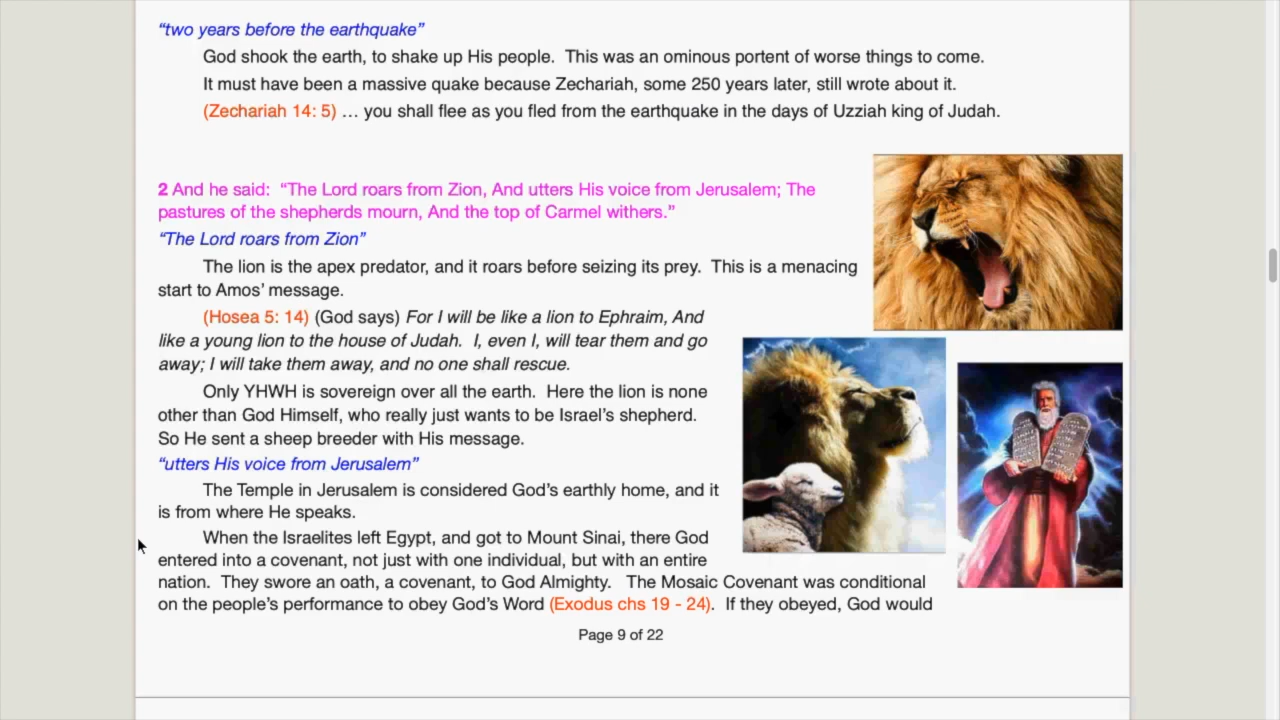 “two years before the earthquake”
God shook the earth, to shake up His people. This was an ominous portent of worse things to come.
It must have been a massive quake because Zechariah, some 250 years later, still wrote about it.
(Zechariah 14: 5) … you shall flee as you fled from the earthquake in the days of Uzziah king of Judah.
2 And he said: “The Lord roars from Zion, And utters His voice from Jerusalem; The
pastures of the shepherds mourn, And the top of Carmel withers.”
“The Lord roars from Zion”
The lion is the apex predator, and it roars before seizing its prey. This is a menacing
start to Amos’ message.
(Hosea 5: 14) (God says) For I will be like a lion to Ephraim, And
like a young lion to the house of Judah. I, even I, will tear them and go
away; I will take them away, and no one shall rescue.
Only YHWH is sovereign over all the earth. Here the lion is none
other than God Himself, who really just wants to be Israel’s shepherd.
So He sent a sheep breeder with His message.
“utters His voice from Jerusalem”
The Temple in Jerusalem is considered God’s earthly home, and it
is from where He speaks.
When the Israelites left Egypt, and got to Mount Sinai, there God
entered into a covenant, not just with one individual, but with an entire
nation. They swore an oath, a covenant, to God Almighty. The Mosaic Covenant was conditional
on the people’s performance to obey God’s Word (Exodus chs 19 - 24). If they obeyed, God would
Page 9 of 22